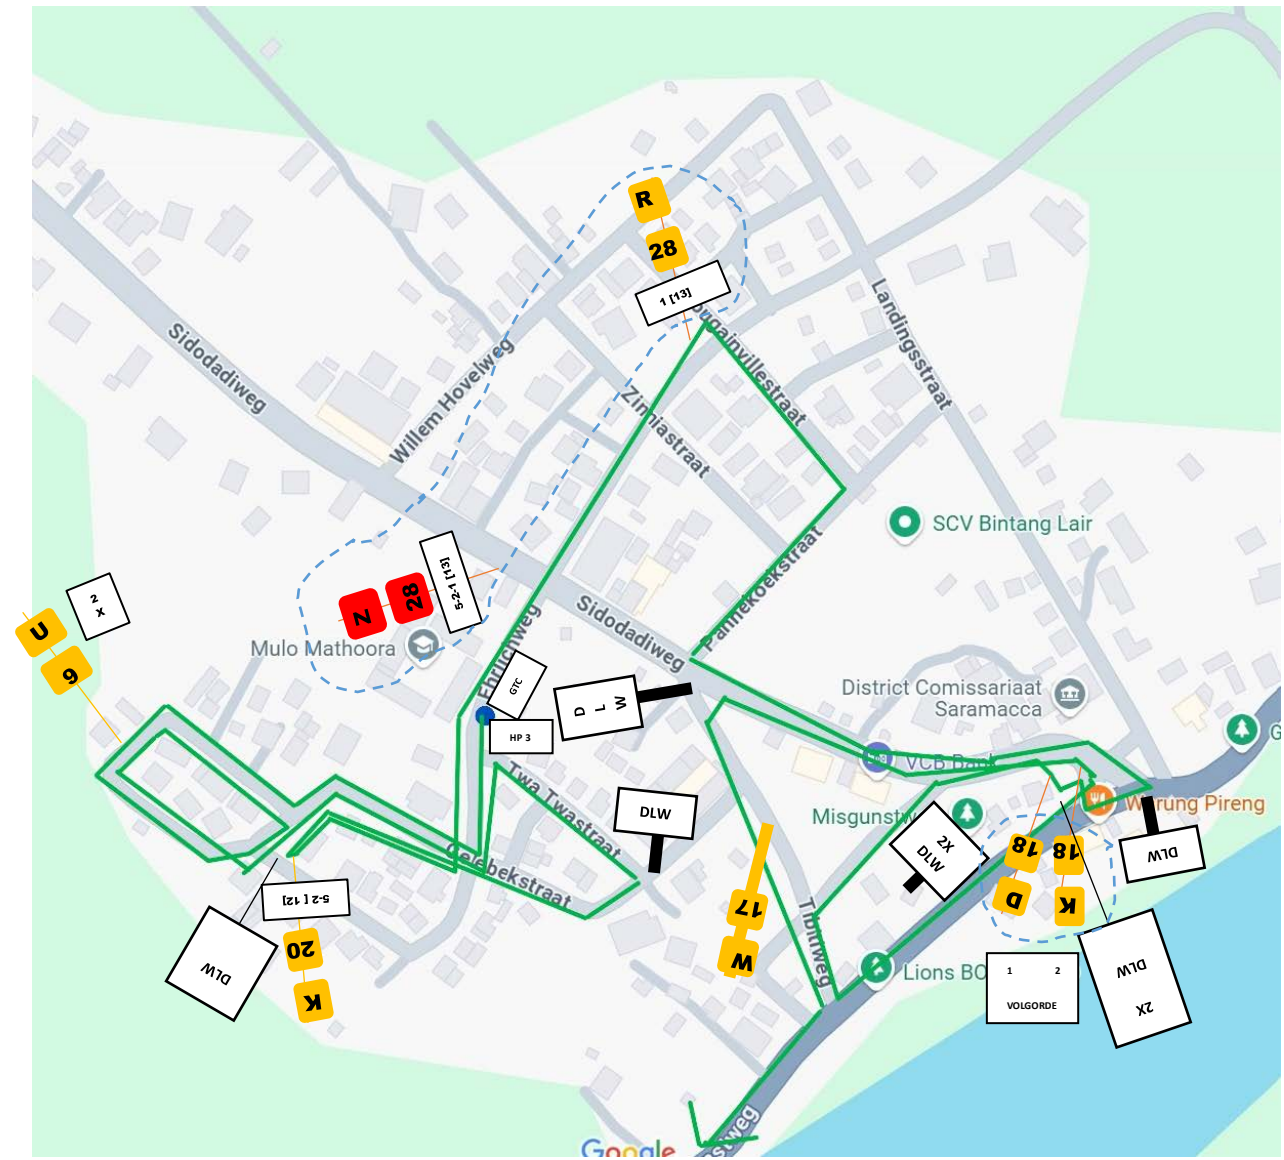 R
28
1 [13]
Bougainvillestraat
Landingsstraat
Sidodadiweg
Willem Hovelweg
Zinniastraat
SCV Bintang Lair
Pannekoekstraat
5-2-1 [13]
28
Z
2
X
U
9
Mulo Mathoora
Ehrlichweg
Sidodadiweg
GTC
HP 3
D L W
District Comissariaat
Saramacca
G
VCB Bank
Warung Pireng
Twa Twastraat
DLW
Misgunstw
2X
DLW
DLW
Celebekstraat
18
D
18
K
5-2- [12]
DLW
20
K
17
W
Tibitiweg
Lions BO
1 2
VOLGORDE
DLW
2X
Google
stweg